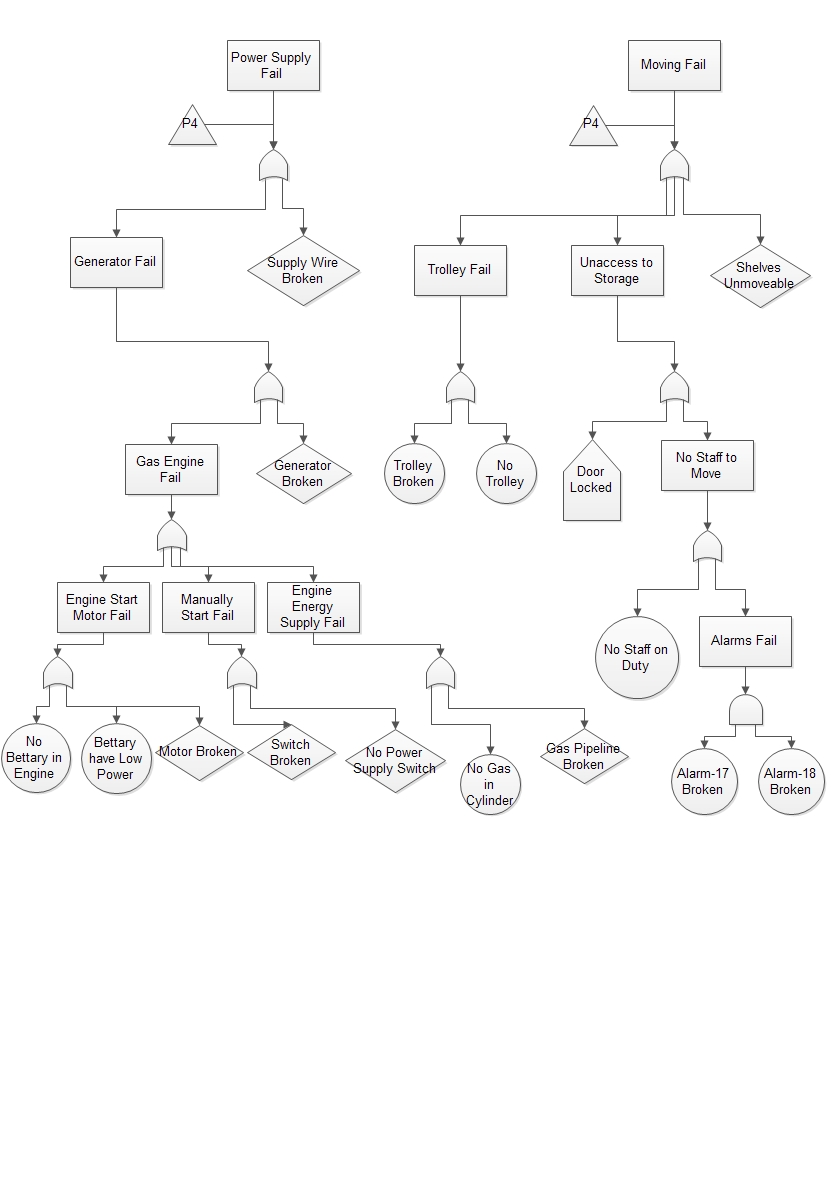 Power Supply
Fail
Moving Fail
P4
P4
Generator Fail
Supply Wire
Broken
Trolley Fail
Unaccess to
Storage
Shelves
Unmoveable
Gas Engine
Fail
Generator
Broken
Trolley
Broken
No
Trolley
Door
Locked
No Staff to
Move
Engine Start
Motor Fail
Manually
Start Fail
Engine
Energy
Supply Fail
No Staff on
Duty
Alarms Fail
No
Bettary in
Engine
Bettary
have Low
Power
Motor Broken
Switch
Broken
No Power
Supply Switch
No Gas
in
Cylinder
Gas Pipeline
Broken
Alarm-17
Broken
Alarm-18
Broken